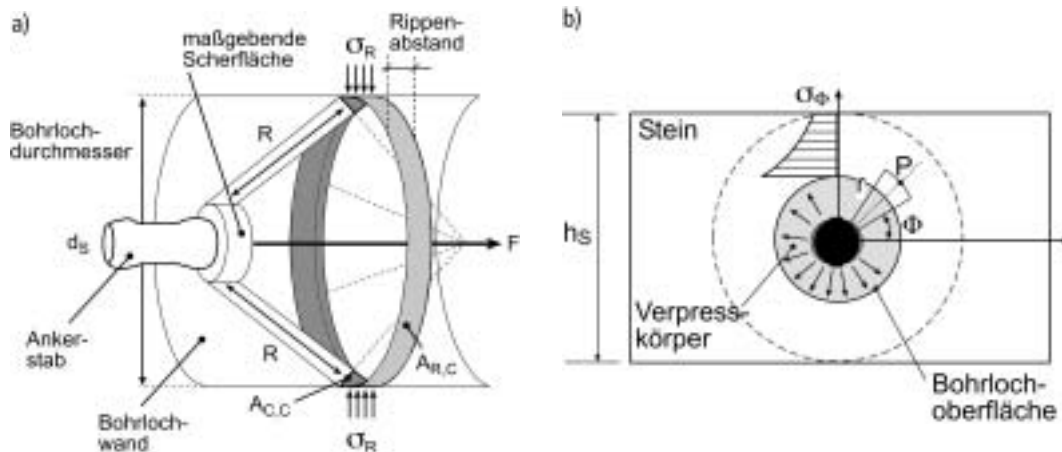 a)
maßgebende
Scherfläche
σR
Rippen-
abstand
Bohrloch-
durchmesser
R
dS
F
Anker-
stab
R
AR,C
AC,C
Bohrloch-
wand
σR
b)
σΦ
Stein
P
r
Φ
hS
Verpress-
körper
Bohrloch-
oberfläche